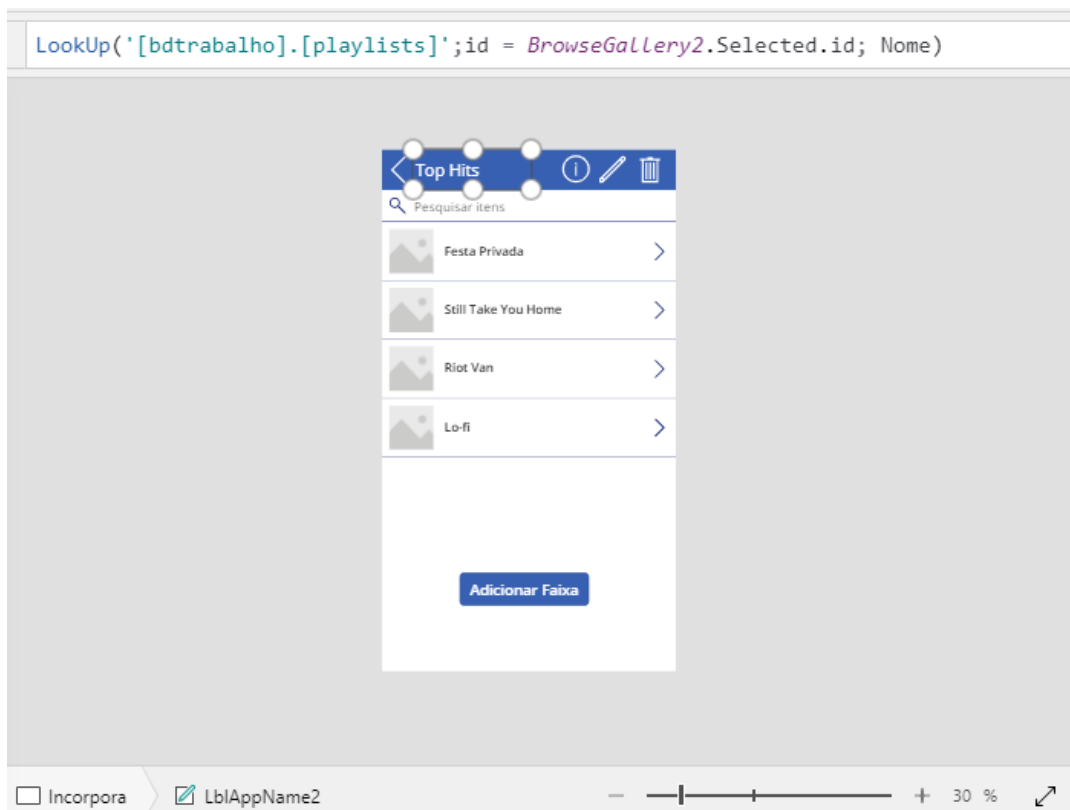 LookUp('[bdtrabalho].[playlists]';id = BrowseGallery2.Selected.id; Nome)
Top Hits
Pesquisar itens
Festa Privada
Still Take You Home
Riot Van
Lo-fi
Adicionar Faixa
Incorpora LblAppName2 30 %